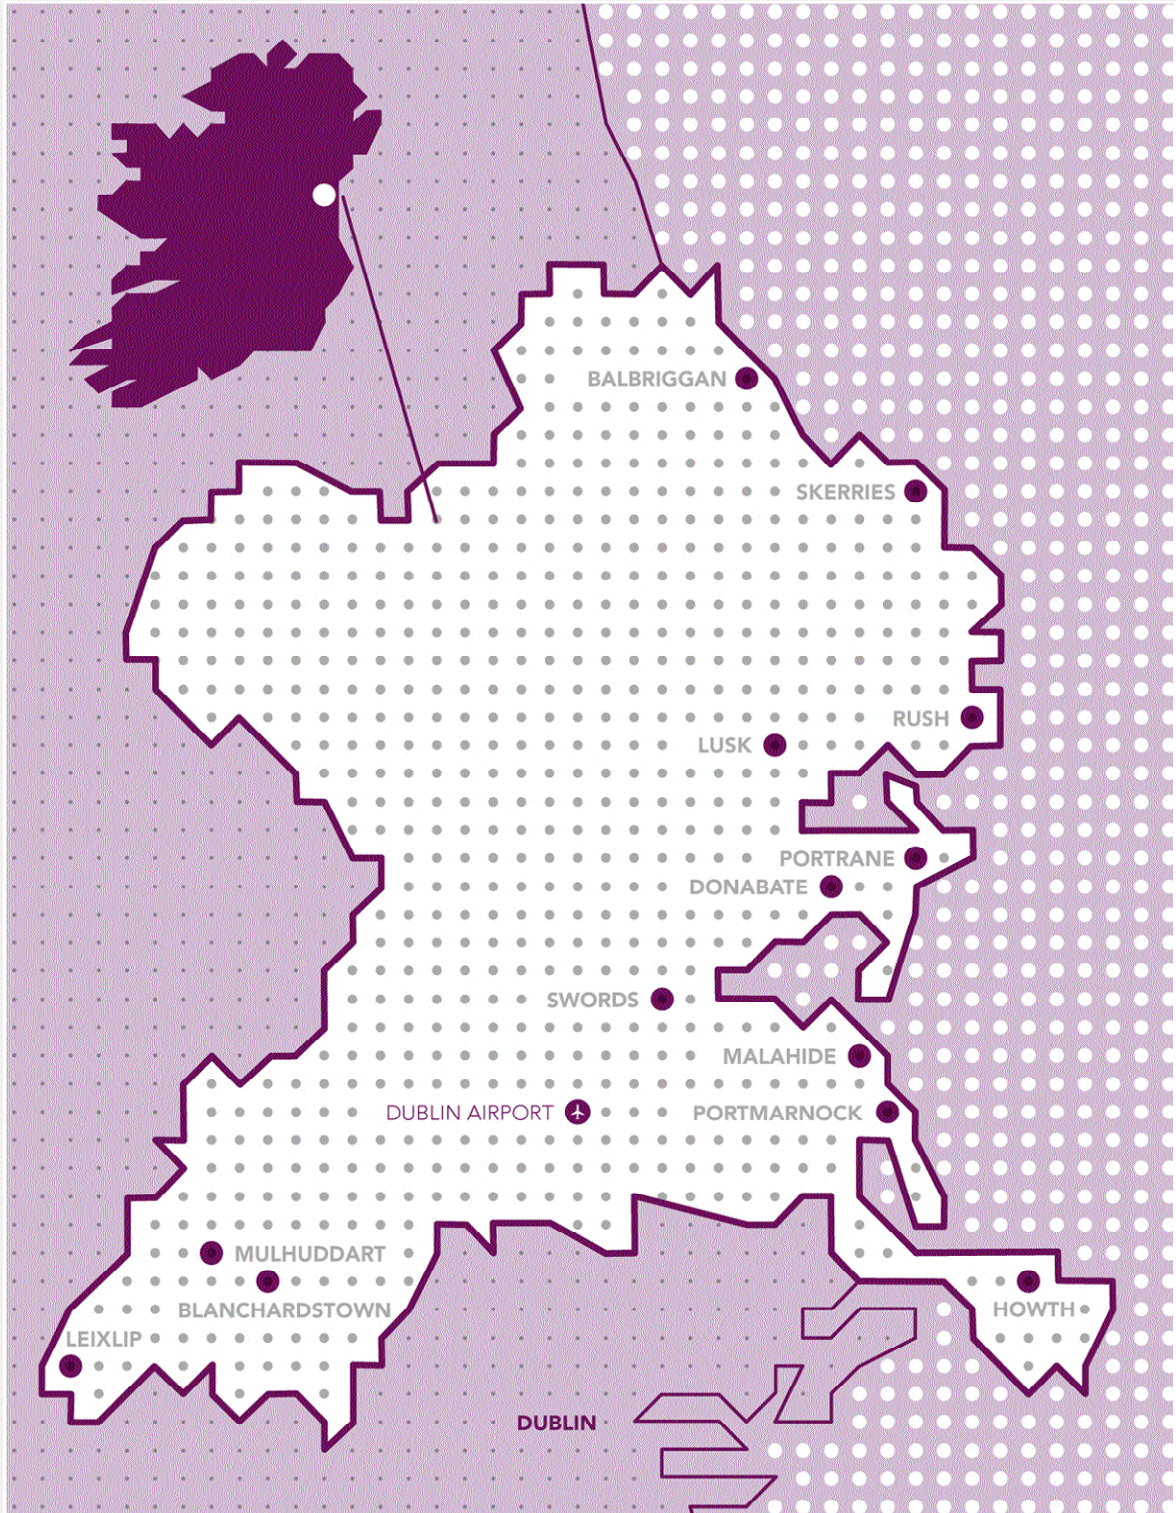 BALBRIGGAN
SKERRIES
RUSH
LUSK
PORTRANE
DONABATE
SWORDS
MALAHIDE
DUBLIN AIRPORT
PORTMARNOCK
MULHUDDART
BLANCHARDSTOWN
HOWTH
LEIXLIP
DUBLIN